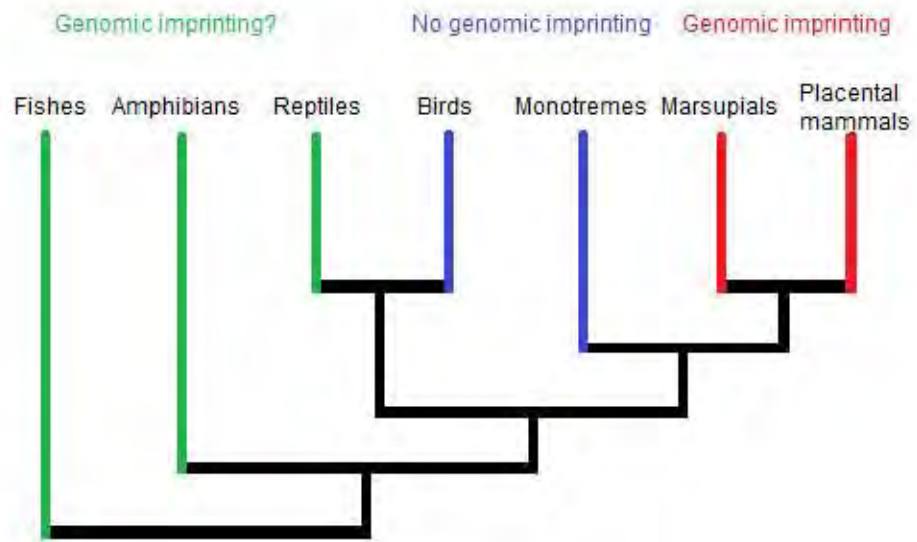 Genomic imprinting? No genomic imprinting Genomic imprinting
Fishes Amphibians Reptiles Birds Monotremes Marsupials Placental
mammals